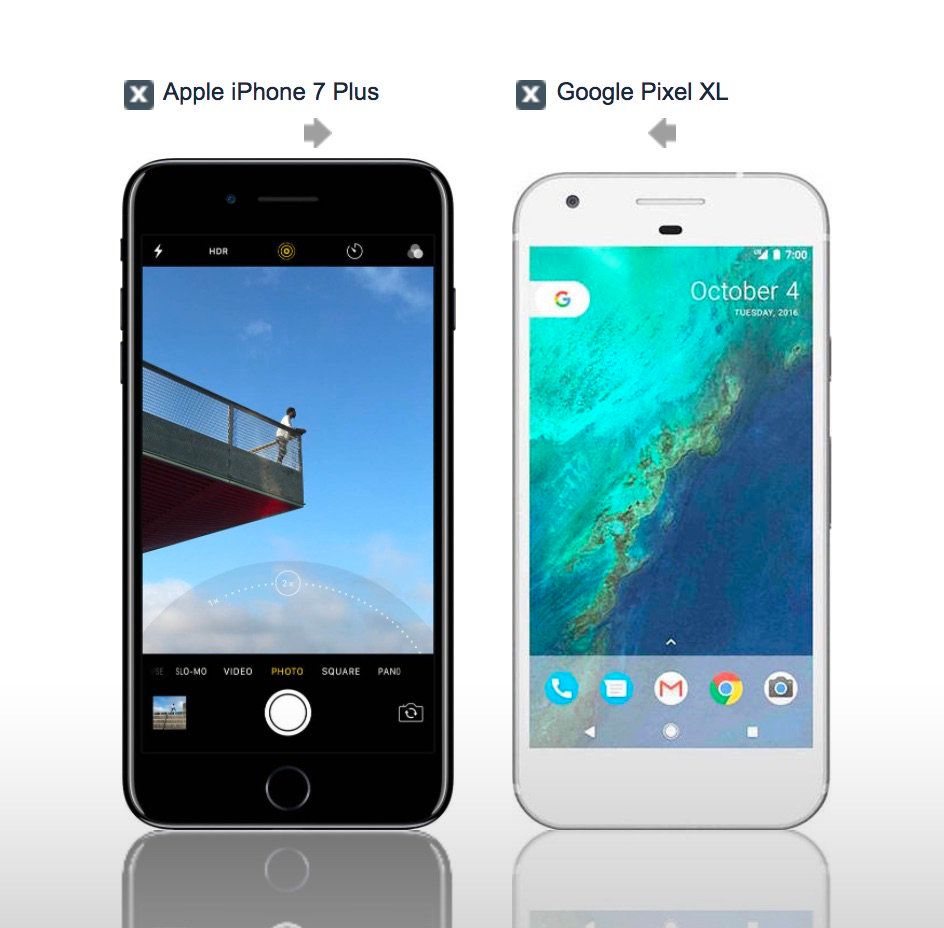 X Apple iPhone 7 Plus
X Google Pixel XL
HDR
1x
2x
SLO-MO VIDEO PHOTO SQUARE PANO
7:00
G
October 4
TUESDAY, 2016